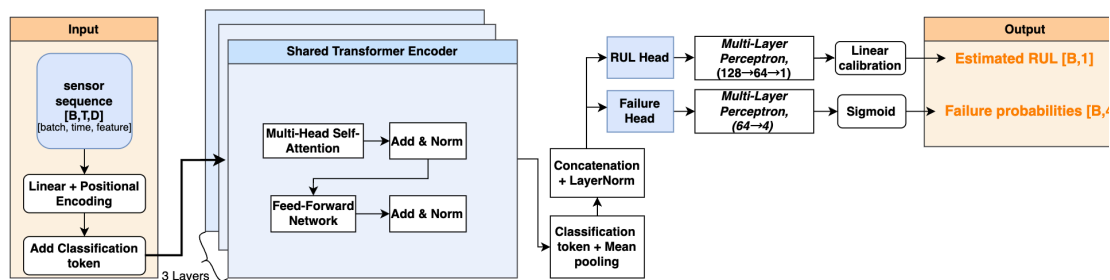 Input
sensor
sequence
[B,T,D]
[batch, time, feature]
Linear + Positional
Encoding
Add Classification
token
3 Layers
Shared Transformer Encoder
Multi-Head Self-
Attention
Add & Norm
Feed-Forward
Network
Add & Norm
Classification
token + Mean
pooling
Concatenation
+ LayerNorm
RUL Head
Multi-Layer
Perceptron,
(128→64→1)
Linear
calibration
Failure
Head
Multi-Layer
Perceptron,
(64→4)
Sigmoid
Output
Estimated RUL [B,1]
Failure probabilities [B,4